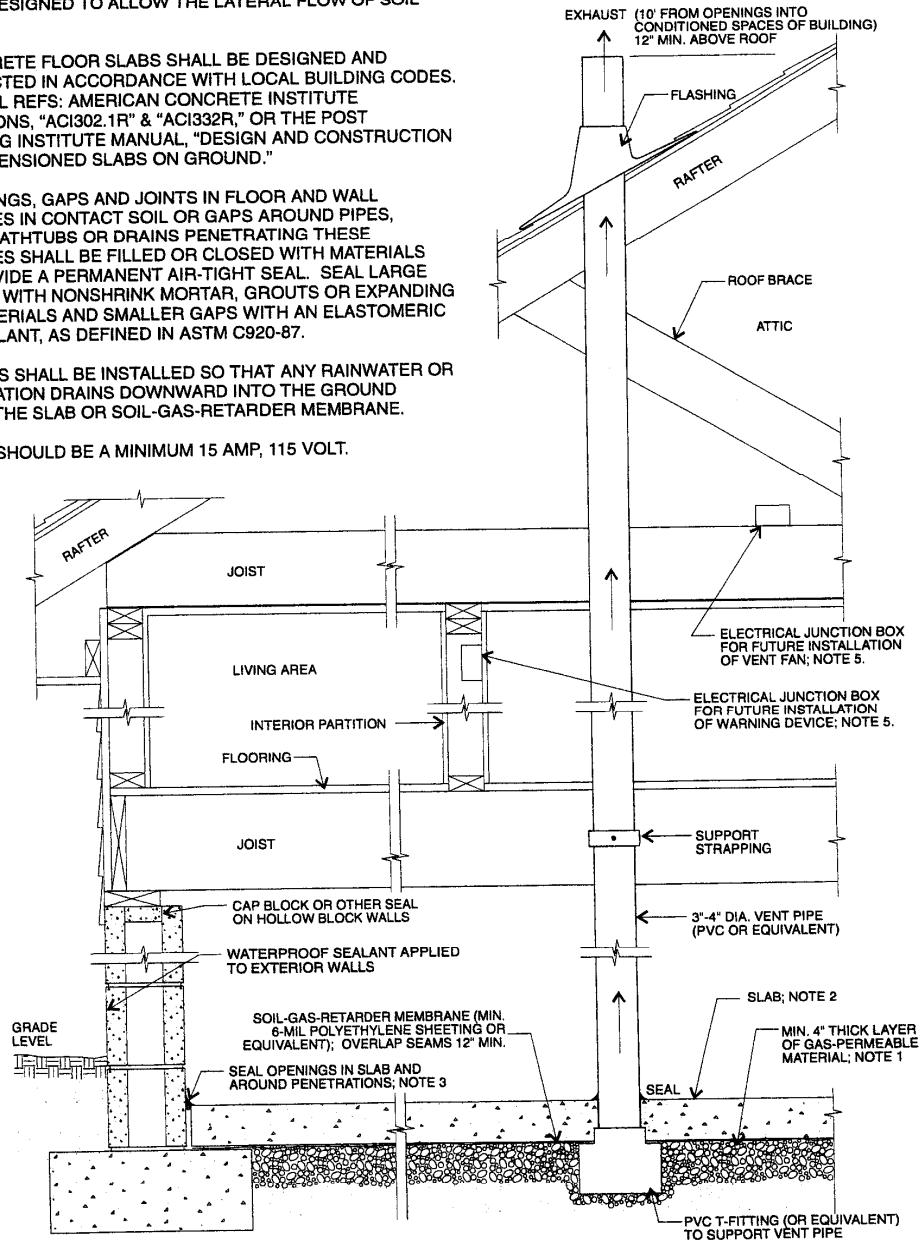 DESIGNED TO ALLOW THE LATERAL FLOW OF SOIL
RETE FLOOR SLABS SHALL BE DESIGNED AND
CTED IN ACCORDANCE WITH LOCAL BUILDING CODES.
L REFS: AMERICAN CONCRETE INSTITUTE
ONS, "ACI302.1R" & "ACI332R," OR THE POST
G INSTITUTE MANUAL, "DESIGN AND CONSTRUCTION
ENSIONED SLABS ON GROUND."
NGS, GAPS AND JOINTS IN FLOOR AND WALL
ES IN CONTACT SOIL OR GAPS AROUND PIPES,
ATHTUBS OR DRAINS PENETRATING THESE
ES SHALL BE FILLED OR CLOSED WITH MATERIALS
VIDE A PERMANENT AIR-TIGHT SEAL. SEAL LARGE
WITH NONSHRINK MORTAR, GROUTS OR EXPANDING
ERIALS AND SMALLER GAPS WITH AN ELASTOMERIC
LANT, AS DEFINED IN ASTM C920-87.
S SHALL BE INSTALLED SO THAT ANY RAINWATER OR
ATION DRAINS DOWNWARD INTO THE GROUND
THE SLAB OR SOIL-GAS-RETARDER MEMBRANE.
SHOULD BE A MINIMUM 15 AMP, 115 VOLT.
EXHAUST (10' FROM OPENINGS INTO
CONDITIONED SPACES OF BUILDING)
12" MIN. ABOVE ROOF
FLASHING
RAFTER
ROOF BRACE
ATTIC
RAFTER
JOIST
ELECTRICAL JUNCTION BOX
FOR FUTURE INSTALLATION
OF VENT FAN; NOTE 5.
LIVING AREA
ELECTRICAL JUNCTION BOX
FOR FUTURE INSTALLATION
OF WARNING DEVICE; NOTE 5.
INTERIOR PARTITION
FLOORING
JOIST
SUPPORT
STRAPPING
CAP BLOCK OR OTHER SEAL
ON HOLLOW BLOCK WALLS
3"-4" DIA. VENT PIPE
(PVC OR EQUIVALENT)
WATERPROOF SEALANT APPLIED
TO EXTERIOR WALLS
SLAB; NOTE 2
SOIL-GAS-RETARDER MEMBRANE (MIN.
6-MIL POLYETHYLENE SHEETING OR
EQUIVALENT); OVERLAP SEAMS 12" MIN.
GRADE
LEVEL
MIN. 4" THICK LAYER
OF GAS-PERMEABLE
MATERIAL; NOTE 1
SEAL OPENINGS IN SLAB AND
AROUND PENETRATIONS; NOTE 3
SEAL
PVC T-FITTING (OR EQUIVALENT)
TO SUPPORT VENT PIPE